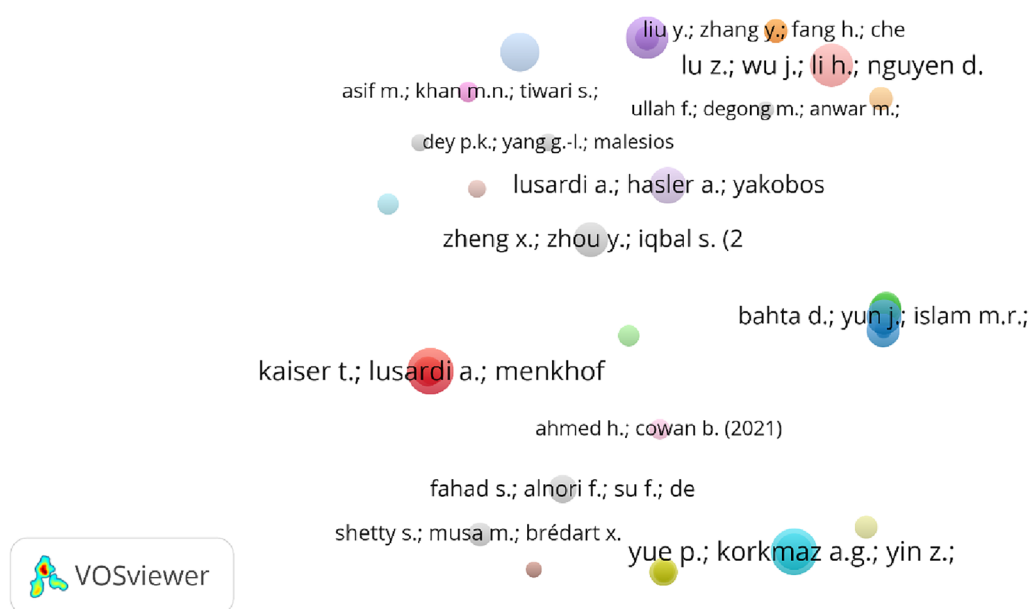 liu y.; zhang y.; fang h.; che
lu z.; wu j.; li h.; nguyen d.
asif m.; khan m.n.; tiwari s.;
ullah f.; degong m.; anwar m.;
dey p.k.; yang g.-l.; malesios
lusardi a.; hasler a.; yakobos
zheng x.; zhou y.; iqbal s. (2
bahta d.; yun j.; islam m.r.;
kaiser t.; lusardi a.; menkhof
ahmed h.; cowan b. (2021)
fahad s.; alnori f.; su f.; de
shetty s.; musa m.; brédart x.
yue p.; korkmaz a.g.; yin z.;
VOSviewer